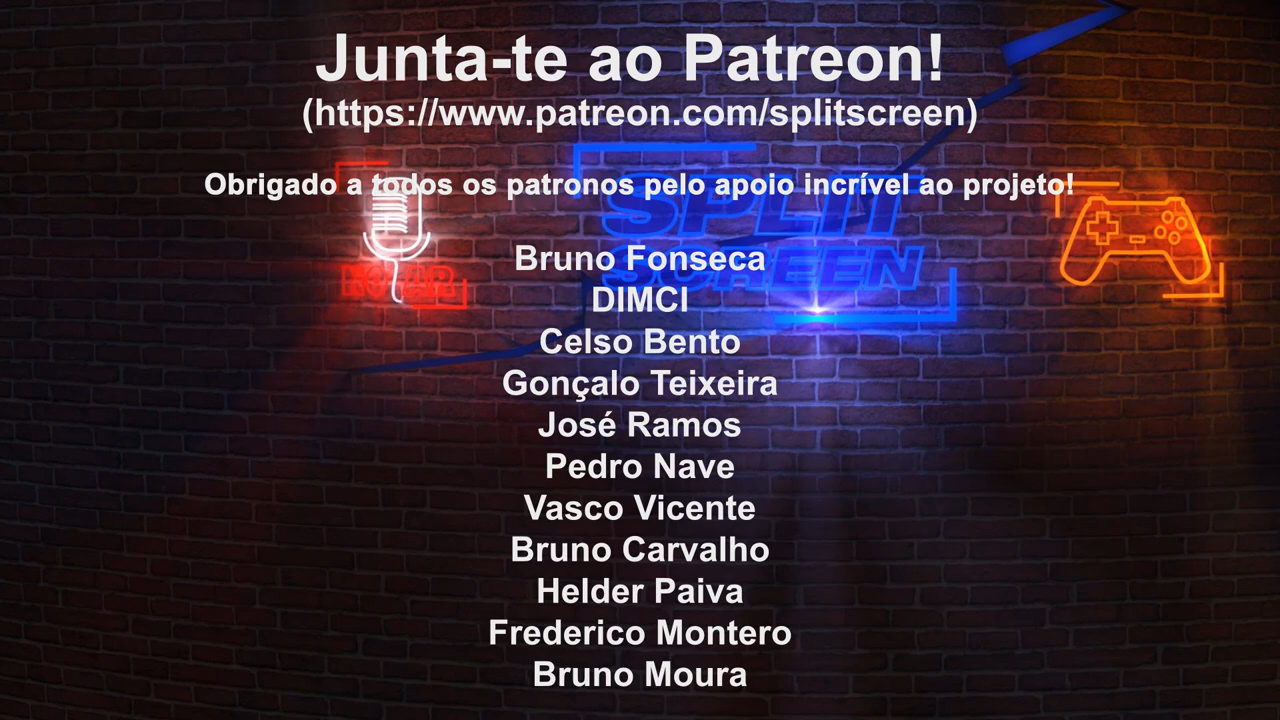 Junta-te ao Patreon!
(https://www.patreon.com/splitscreen)
Obrigado a todos os patronos pelo apoio incrível ao projeto!
SPLIT
SCREEN
Bruno Fonseca
DIMCI
Celso Bento
Gonçalo Teixeira
José Ramos
Pedro Nave
Vasco Vicente
Bruno Carvalho
Helder Paiva
Frederico Montero
Bruno Moura